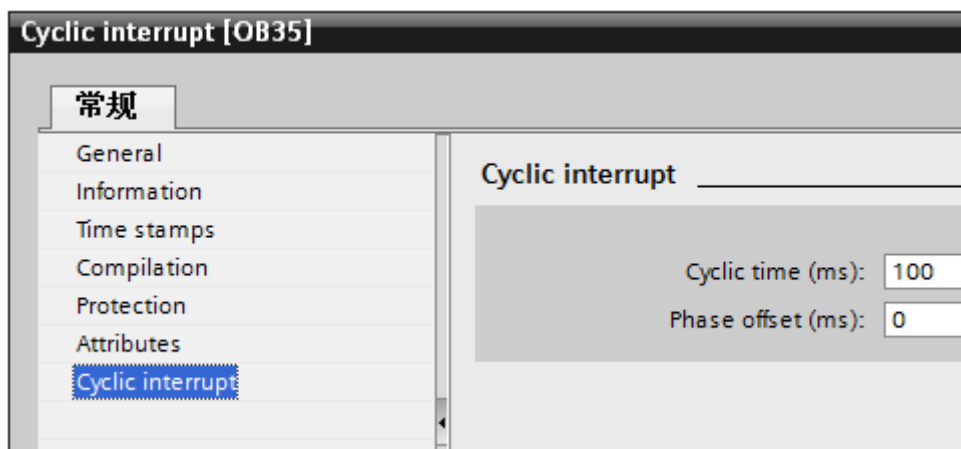 Cyclic interrupt [OB35]
常规
General
Information
Time stamps
Compilation
Protection
Attributes
Cyclic interrupt
Cyclic interrupt
Cyclic time (ms): 100
Phase offset (ms): 0